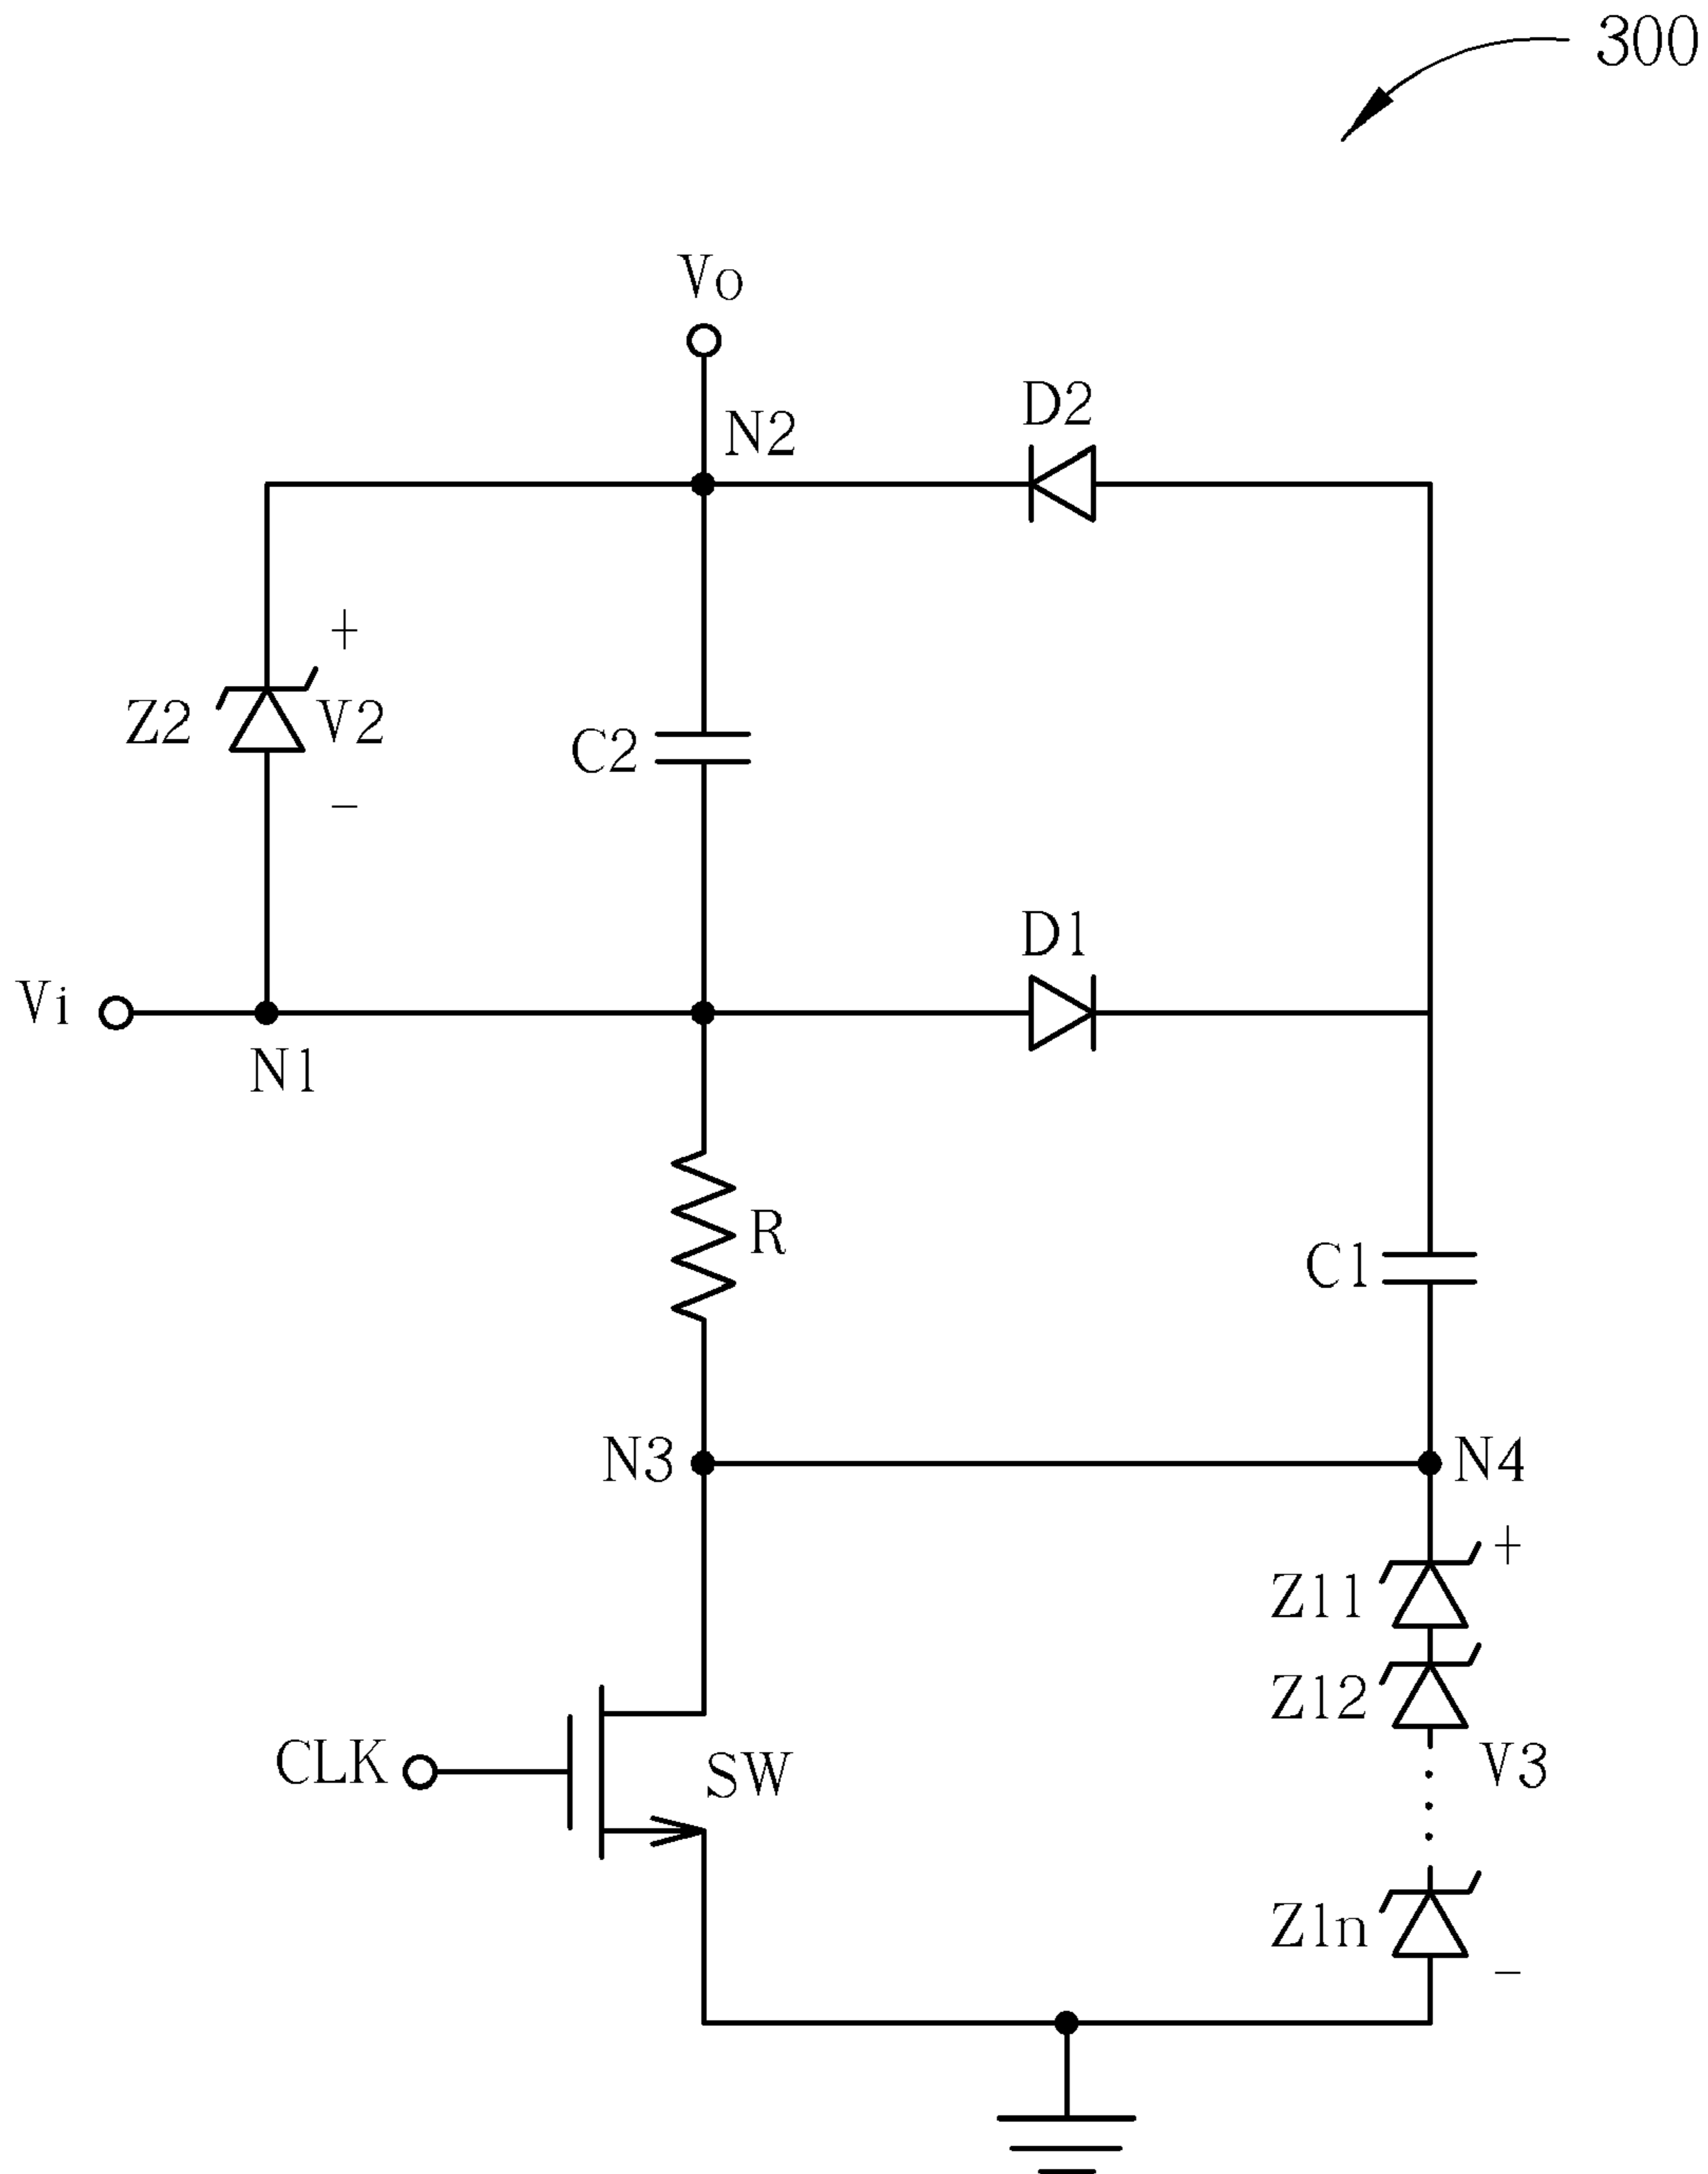 300
Vo
N2
D2
+
Z2
V2
C2
-
D1
Vi
N1
R
C1
N3
N4
+
Z11
Z12
CLK
SW
V3
Z1n
-